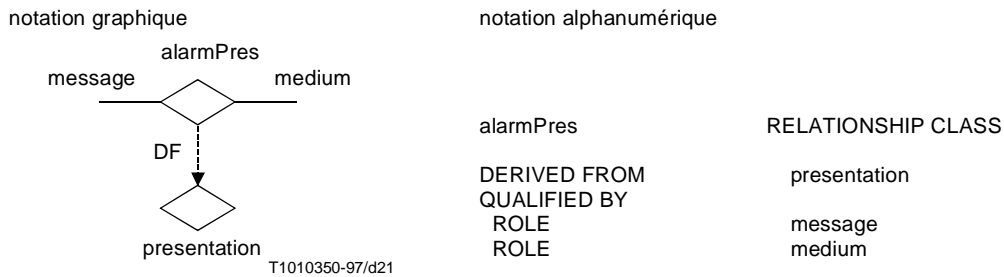 notation graphique
notation alphanumérique
alarmPres
message medium
DF
presentation
T1010350-97/d21
alarmPres RELATIONSHIP CLASS
DERIVED FROM presentation
QUALIFIED BY
ROLE message
ROLE medium